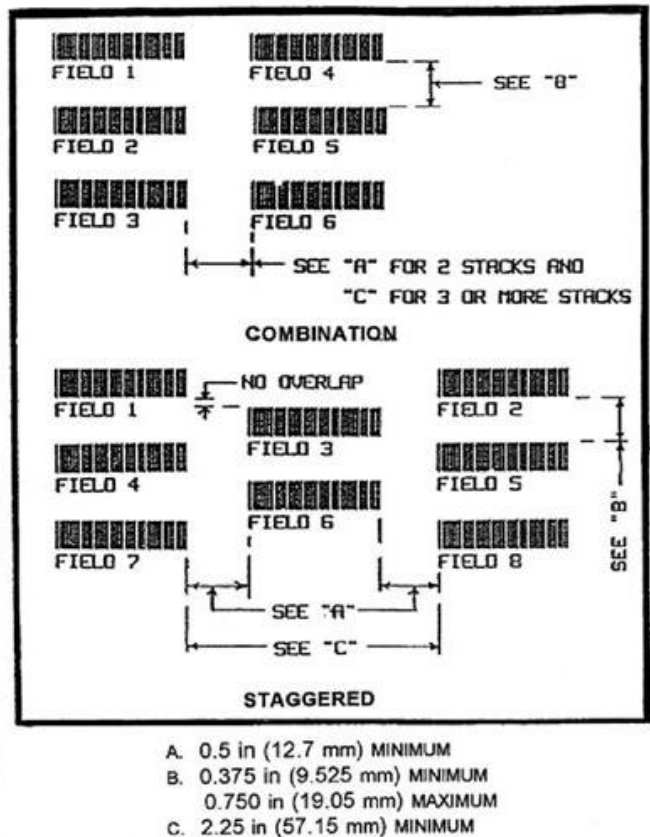 FIELD 1 FIELD 4
SEE "B"
FIELD 2 FIELD 5
FIELD 3 FIELD 6
SEE "A" FOR 2 STACKS AND
"C" FOR 3 OR MORE STACKS
COMBINATION
NO OVERLAP
FIELD 1 FIELD 2
FIELD 3
FIELD 4 FIELD 5
FIELD 6
SEE "B"
FIELD 7 FIELD 8
SEE "A"
SEE "C"
STAGGERED
A. 0.5 in (12.7 mm) MINIMUM
B. 0.375 in (9.525 mm) MINIMUM
0.750 in (19.05 mm) MAXIMUM
C. 2.25 in (57.15 mm) MINIMUM